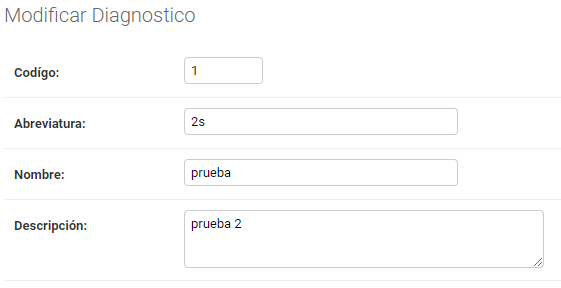 Modificar Diagnostico
Codígo: 1
Abreviatura: 2s
Nombre: prueba
Descripción: prueba 2